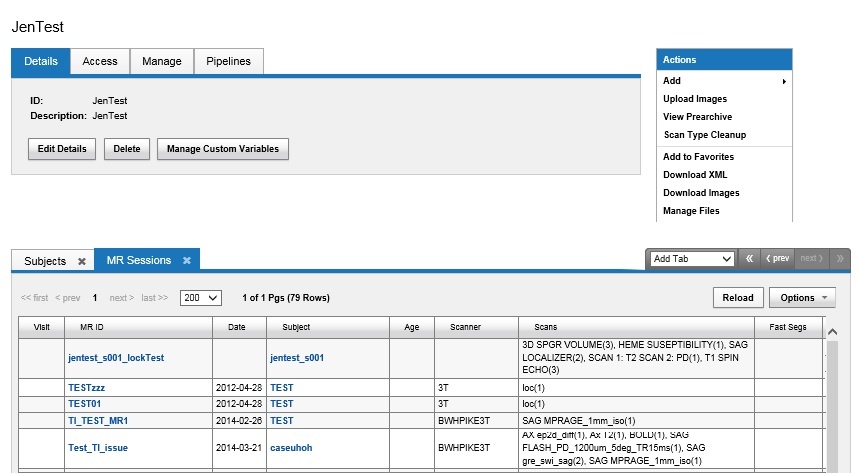 JenTest
Details Access Manage Pipelines
ID: JenTest
Description: JenTest
Edit Details Delete Manage Custom Variables
Actions
Add
Upload Images
View Prearchive
Scan Type Cleanup
Add to Favorites
Download XML
Download Images
Manage Files
Subjects MR Sessions
Add Tab prev next
<< first < prev 1 next > last >> 200 1 of 1 Pgs (79 Rows)
Reload Options
Visit MR ID Date Subject Age Scanner Scans Fast Segs
jentest_s001_lockTest jentest_s001 3D SPGR VOLUME(3), HEME SUSEPTIBILITY(1), SAG
LOCALIZER(2), SCAN 1: T2 SCAN 2: PD(1), T1 SPIN
ECHO(3)
TESTzzz 2012-04-28 TEST 3T loc(1)
TEST01 2012-04-28 TEST 3T loc(1)
TI_TEST_MR1 2014-02-26 TEST BWHPIKE3T SAG MPRAGE_1mm_iso(1)
Test_TI_issue 2014-03-21 caseuhoh BWHPIKE3T AX ep2d_diff(1), Ax T2(1), BOLD(1), SAG
FLASH_PD_1200um_5deg_TR15ms(1), SAG
gre_swi_sag(2), SAG MPRAGE_1mm_iso(1)